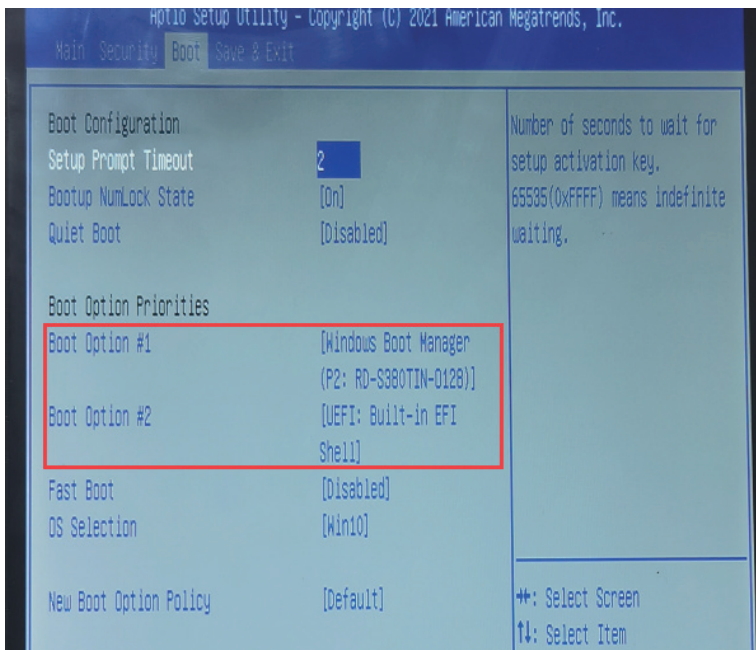 Aptio Setup Utility - Copyright (C) 2021 American Megatrends, Inc.
Main Security Boot Save & Exit
Boot Configuration
Setup Prompt Timeout 2
Bootup NumLock State [On]
Quiet Boot [Disabled]
Boot Option Priorities
Boot Option #1 [Windows Boot Manager
(P2: RD-S380TIN-0128)]
Boot Option #2 [UEFI: Built-in EFI
Shell]
Fast Boot [Disabled]
OS Selection [Win10]
New Boot Option Policy [Default]
Number of seconds to wait for
setup activation key.
65535(0xFFFF) means indefinite
waiting.
→←: Select Screen
↑↓: Select Item